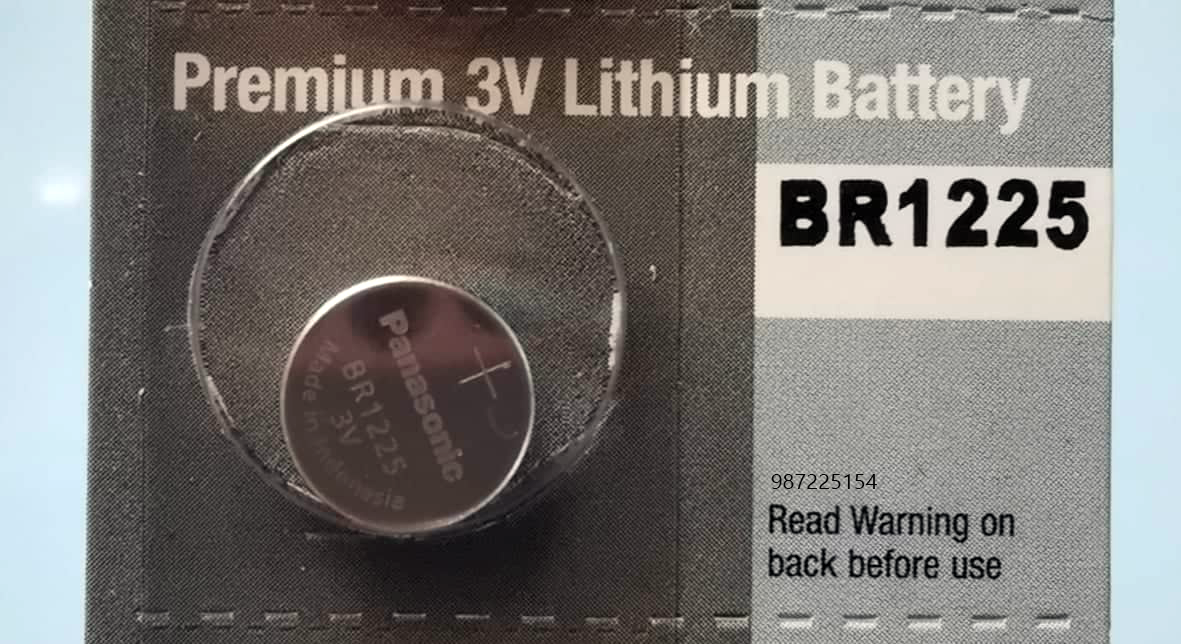 Premium 3V Lithium Battery
BR1225
Panasonic
BR1225
3V
Made in Indonesia
+
987225154
Read Warning on
back before use